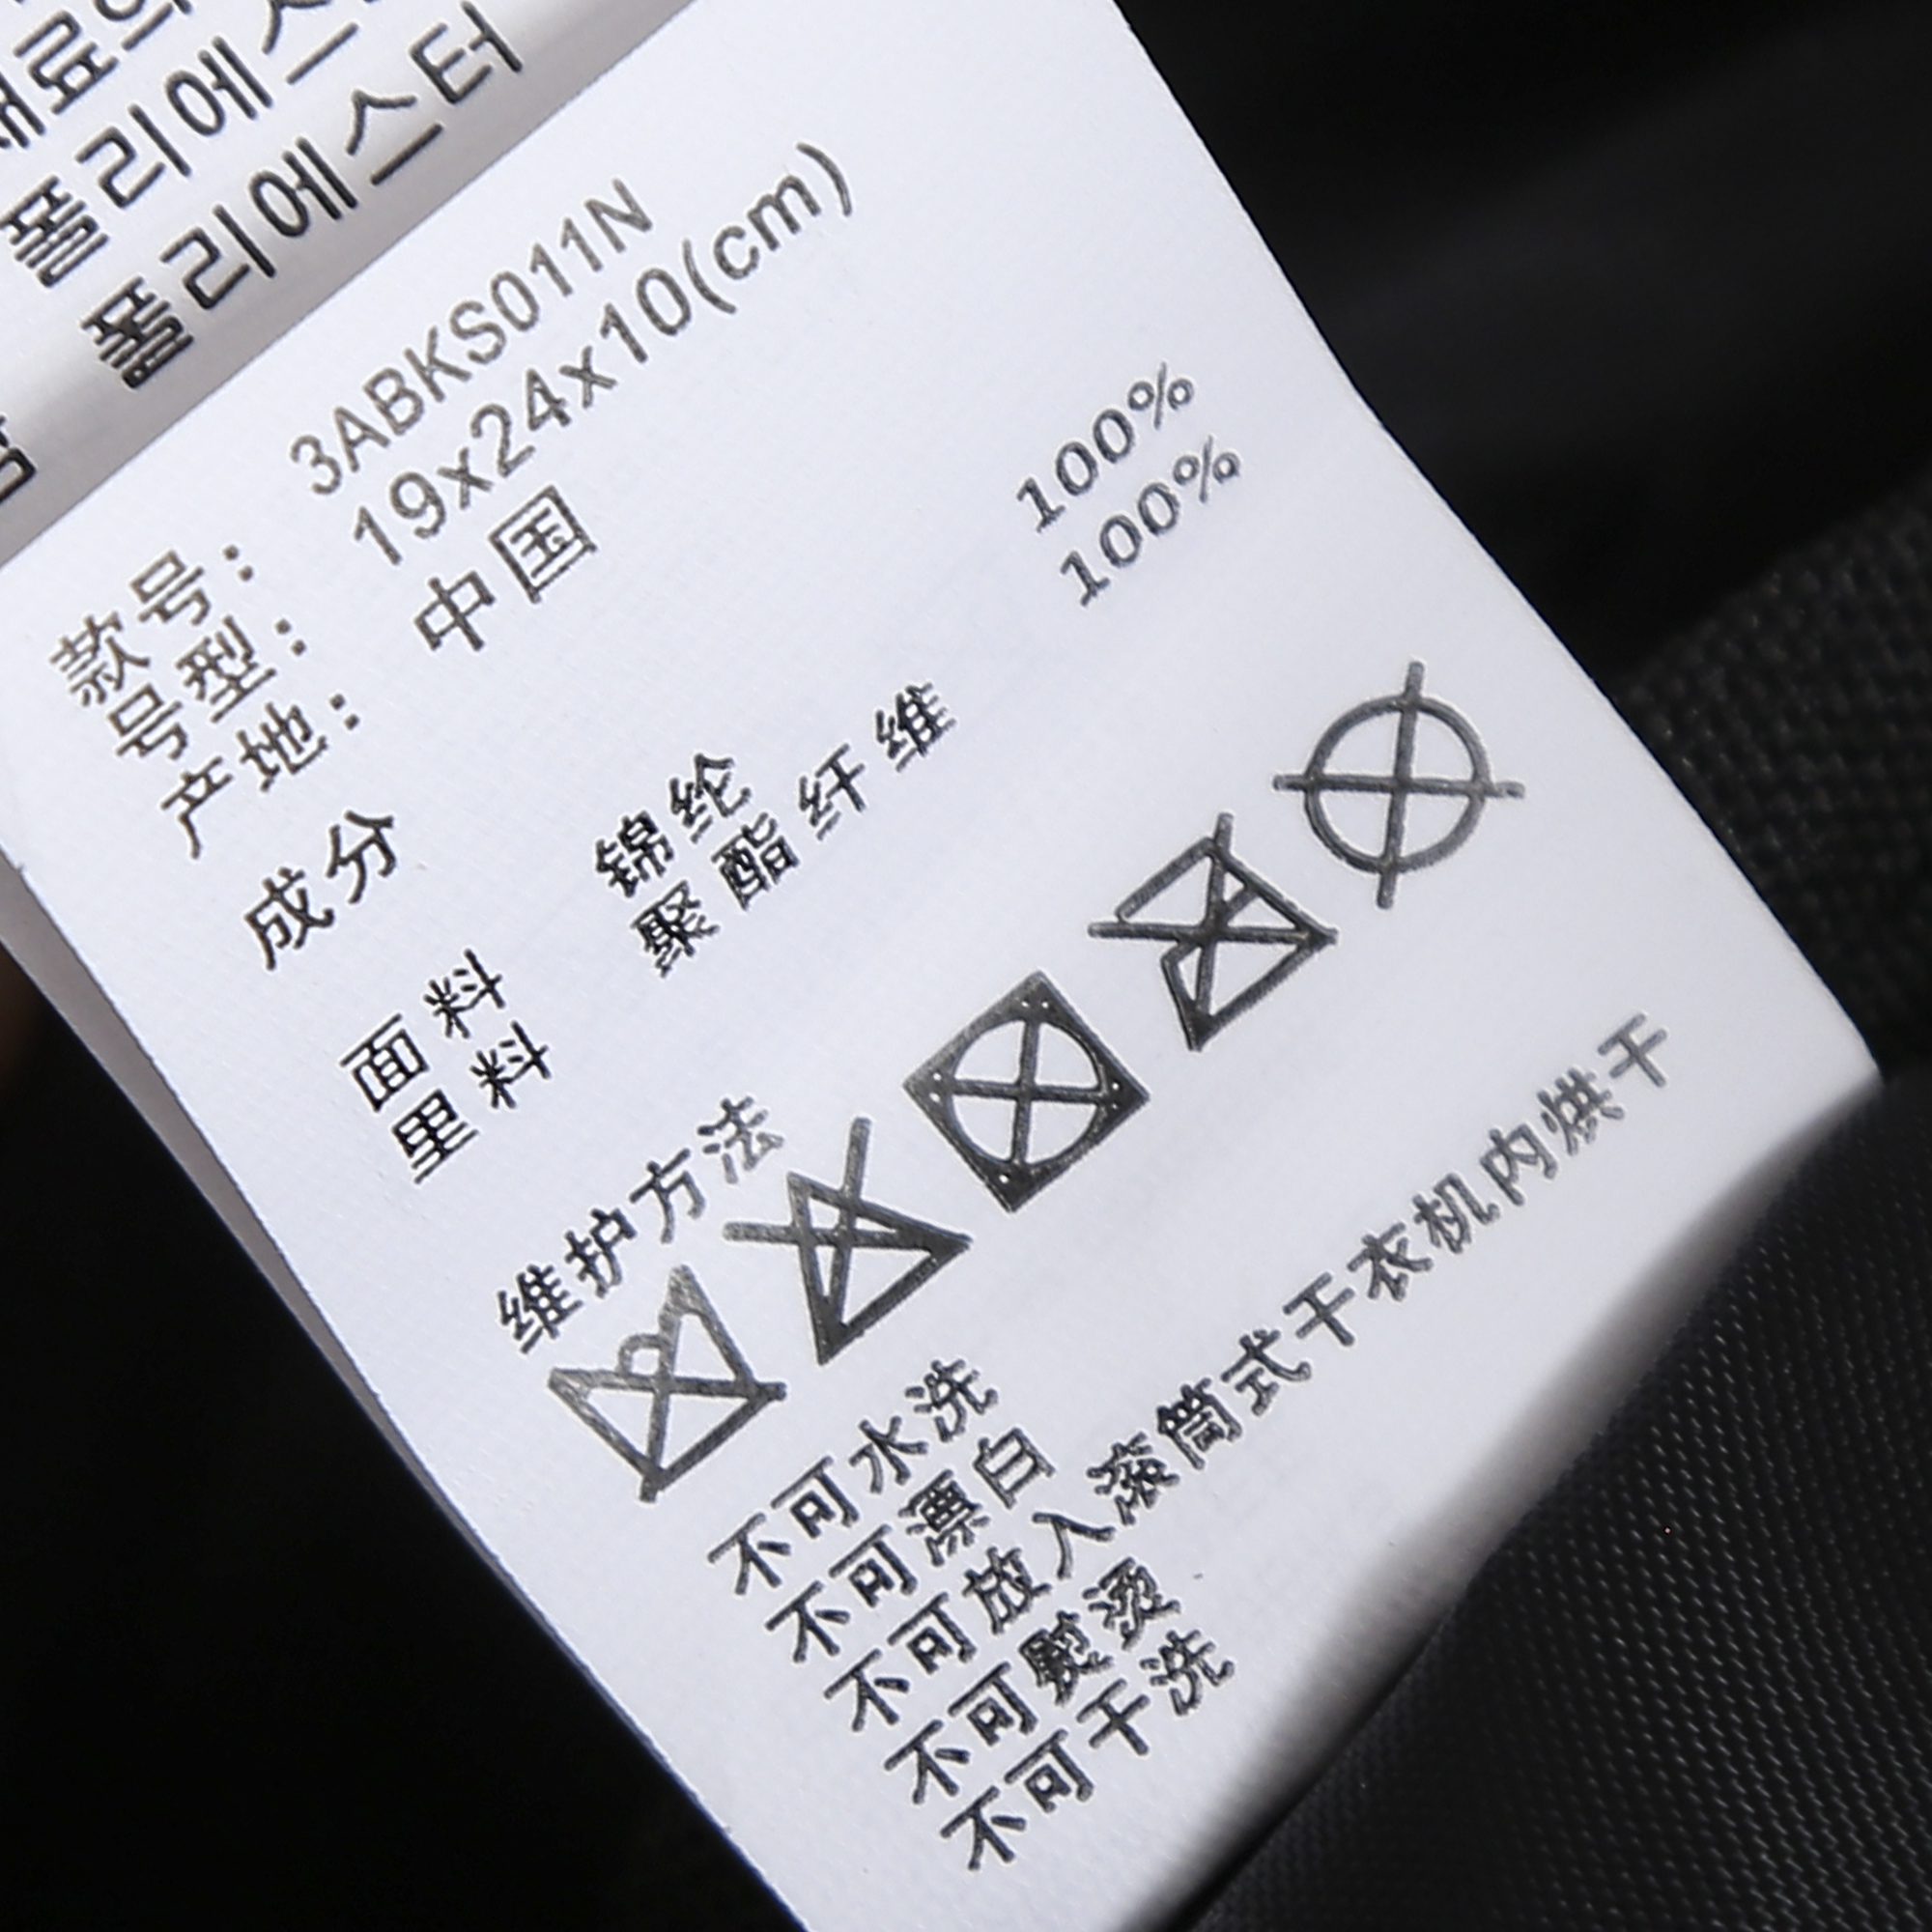 폴리에스
폴리에스터
款号: 3ABKS011N
号型: 19x24x10(cm)
产地: 中国
成分
面料 锦纶 100%
里料 聚酯纤维 100%
维护方法
不可水洗
不可漂白
不可放入滚筒式干衣机内烘干
不可熨烫
不可干洗